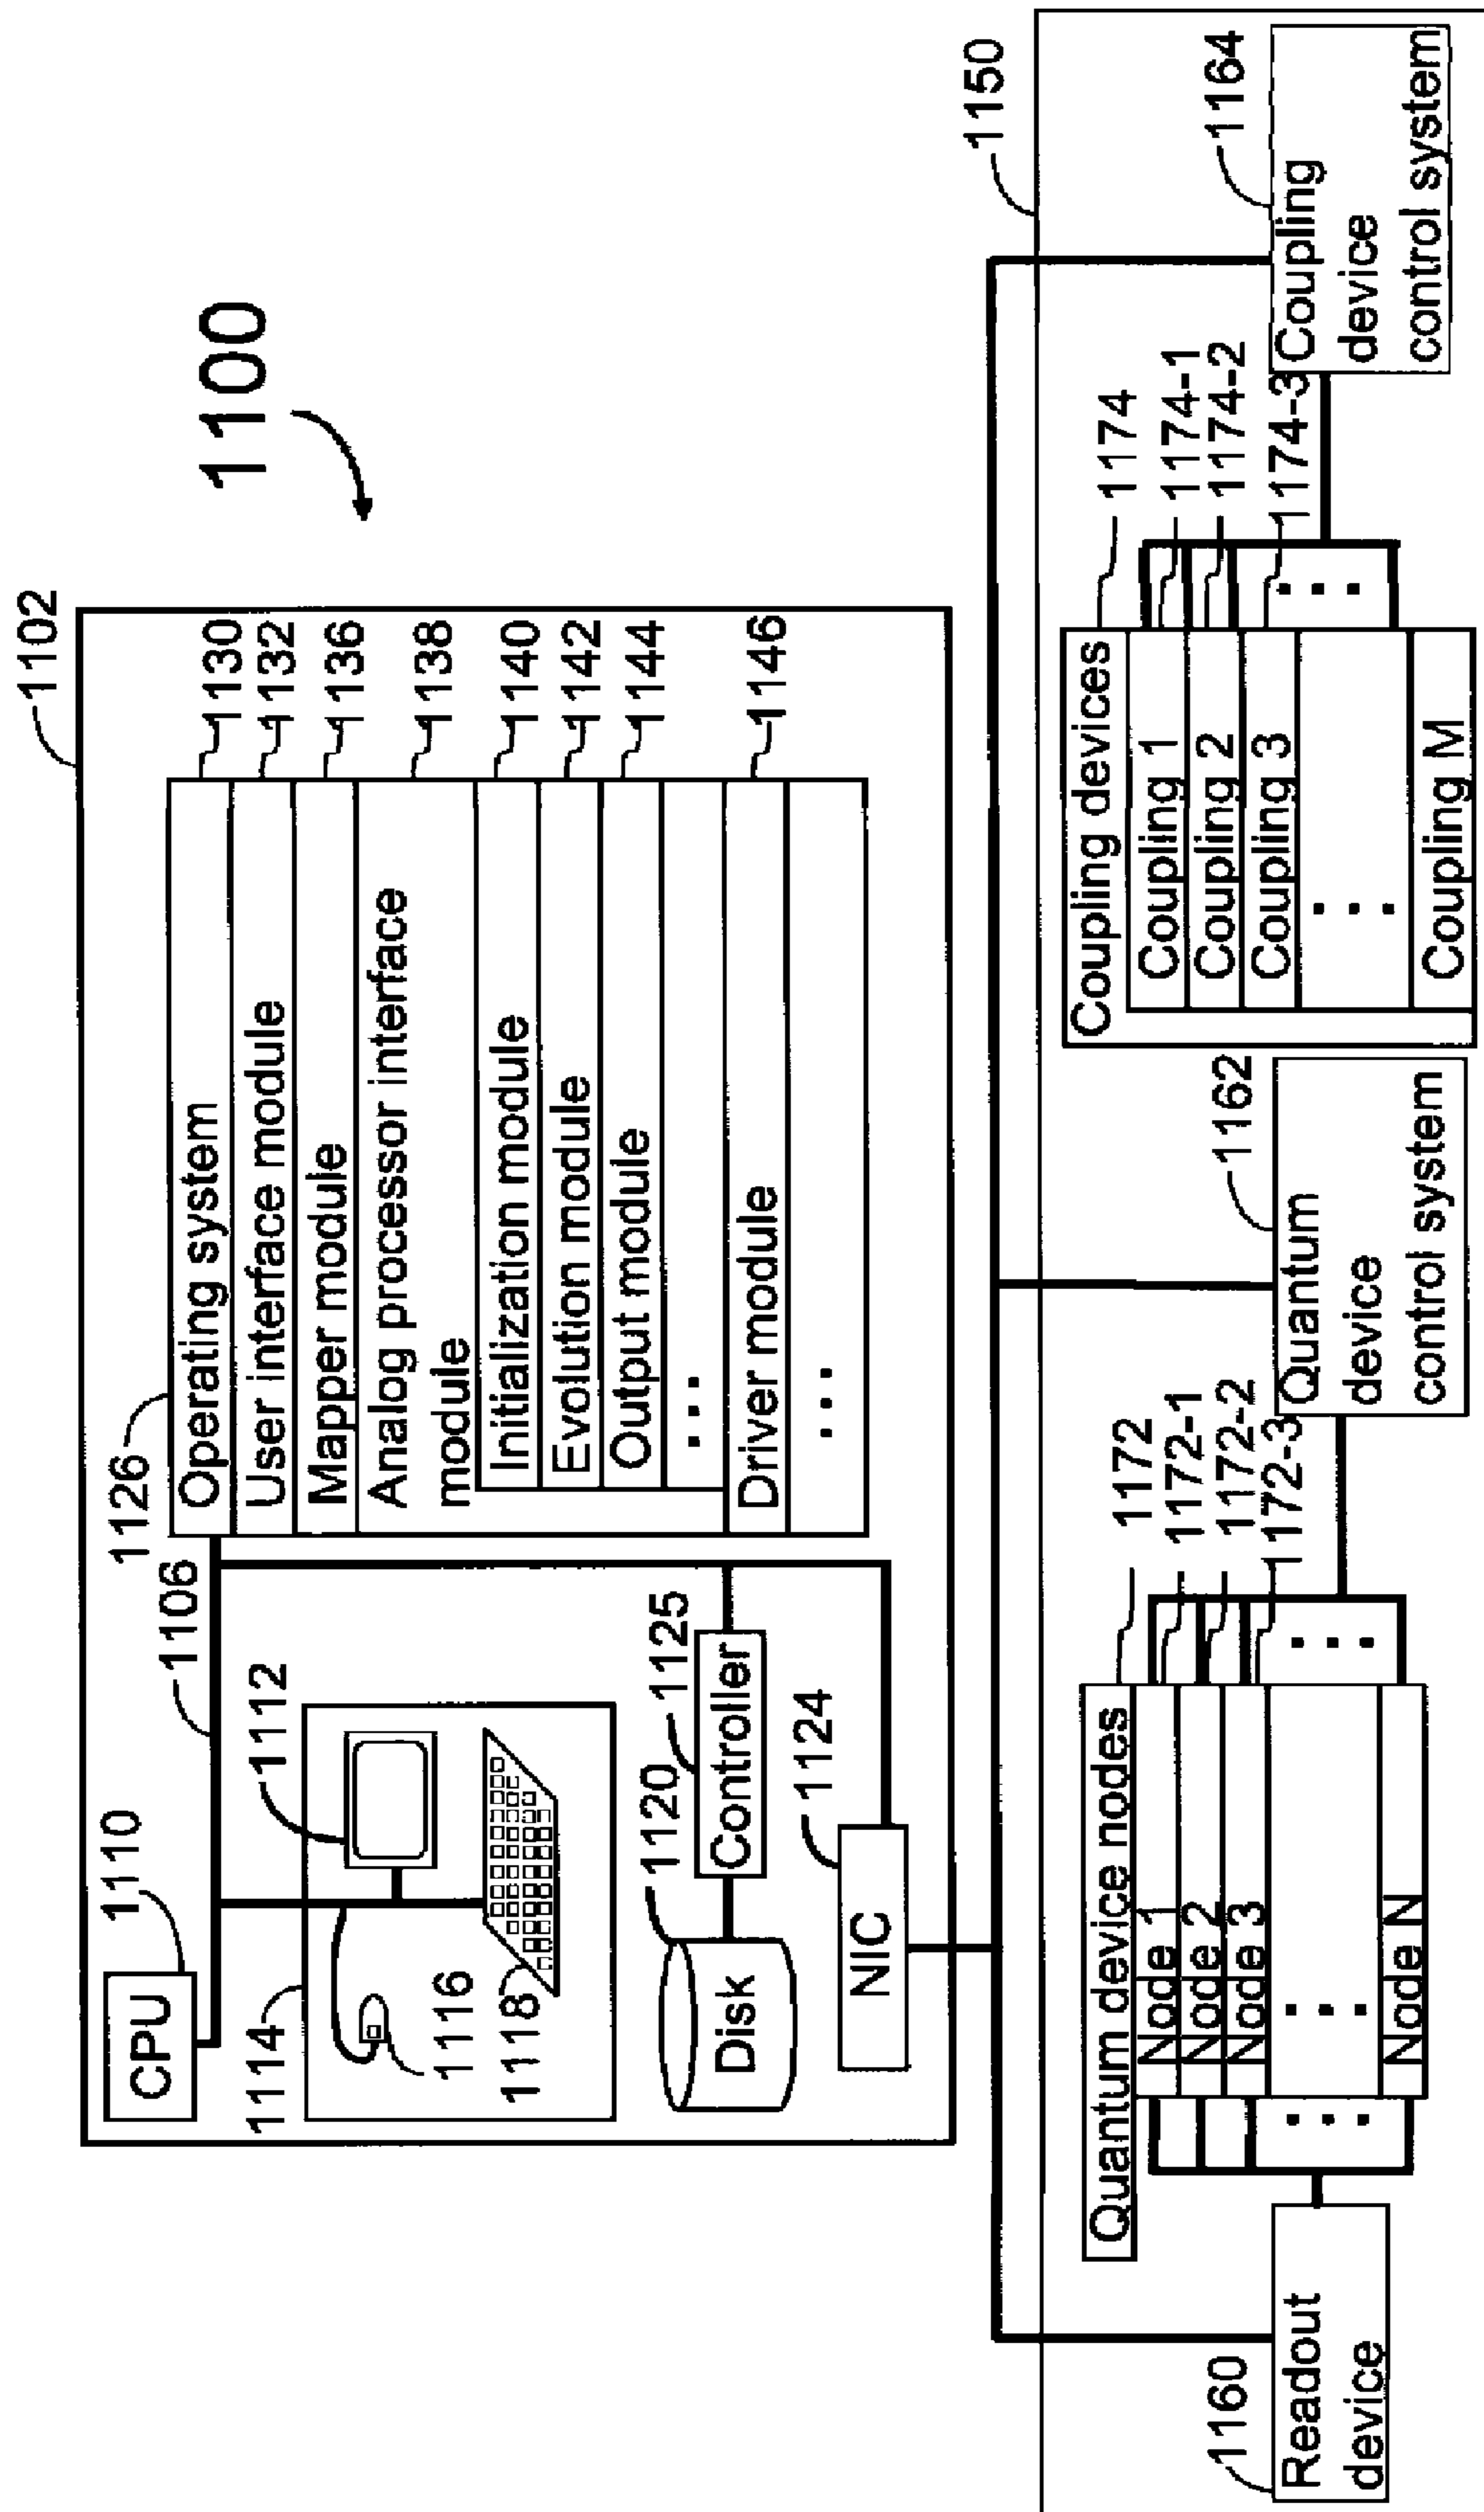 1100
1102
1110
CPU
1106
1126
Operating system
1130
User interface module
1132
Mapper module
1136
Analog processor interface
module
1138
Initialization module
1140
Evolution module
1142
Output module
1144
...
Driver module
1146
...
1114
1112
1116
1118
1120
Disk
1125
Controller
1124
NIC
1150
1160
Readout
device
Quantum device nodes
1172
Node 1
1172-1
Node 2
1172-2
Node 3
1172-3
...
...
...
Node N
1162
Quantum
device
control system
Coupling devices
1174
Coupling 1
1174-1
Coupling 2
1174-2
Coupling 3
1174-3
...
...
Coupling M
1164
Coupling
device
control system